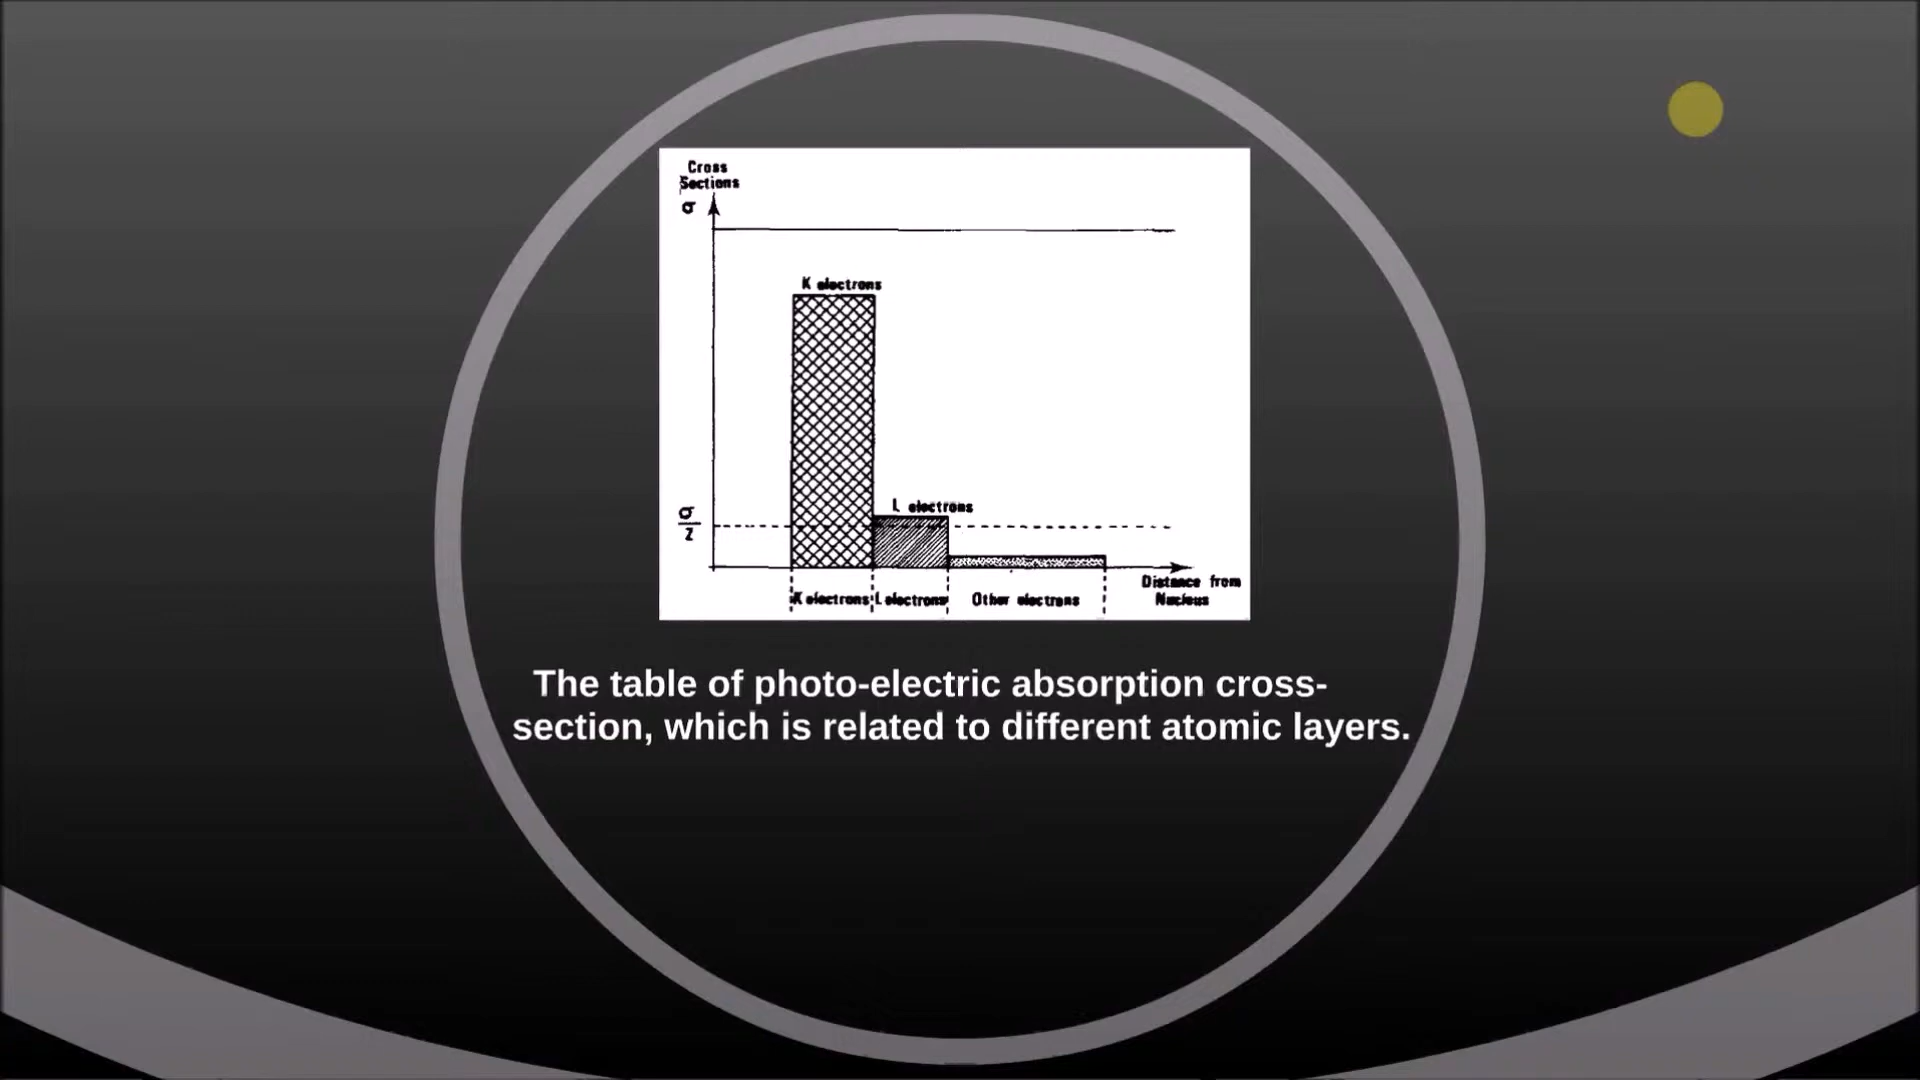 Cross
Sections
σ
K electrons
L electrons
σ
Z
K electrons L electrons Other electrons
Distance from
Nucleus
The table of photo-electric absorption cross-
section, which is related to different atomic layers.